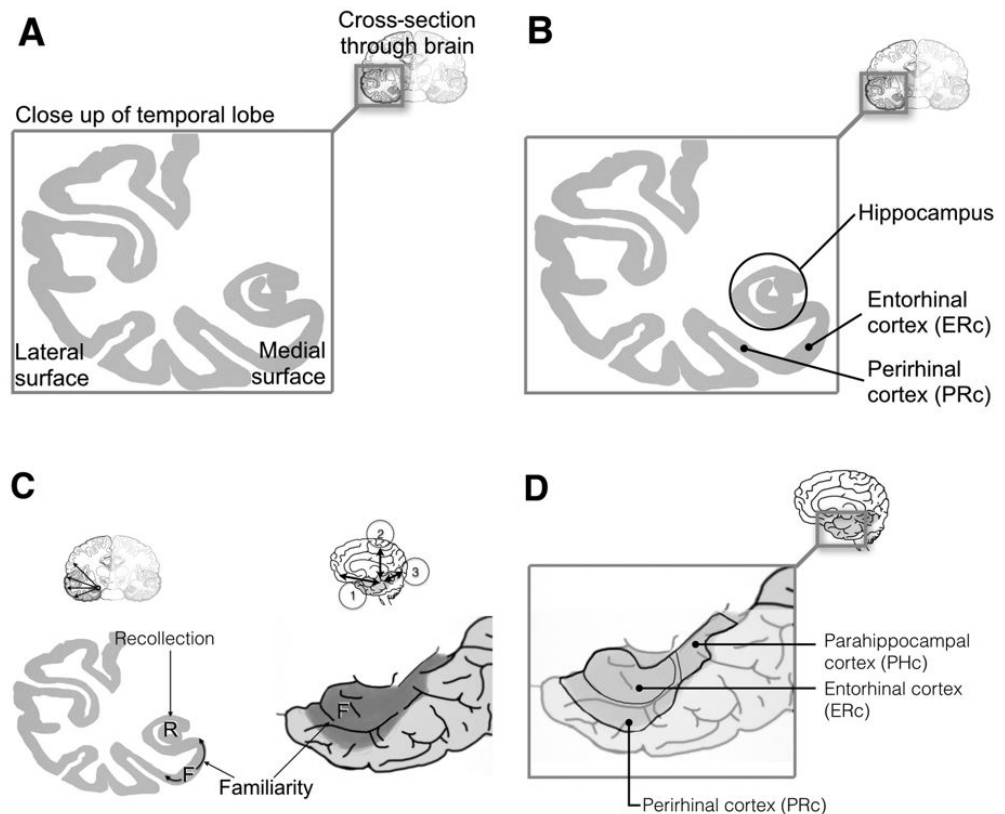 A
Cross-section
through brain
Close up of temporal lobe
Lateral
surface
Medial
surface
B
Hippocampus
Entorhinal
cortex (ERc)
Perirhinal
cortex (PRc)
C
2
3
1
Recollection
R
F
Familiarity
F
D
Parahippocampal
cortex (PHc)
Entorhinal cortex
(ERc)
Perirhinal cortex (PRc)